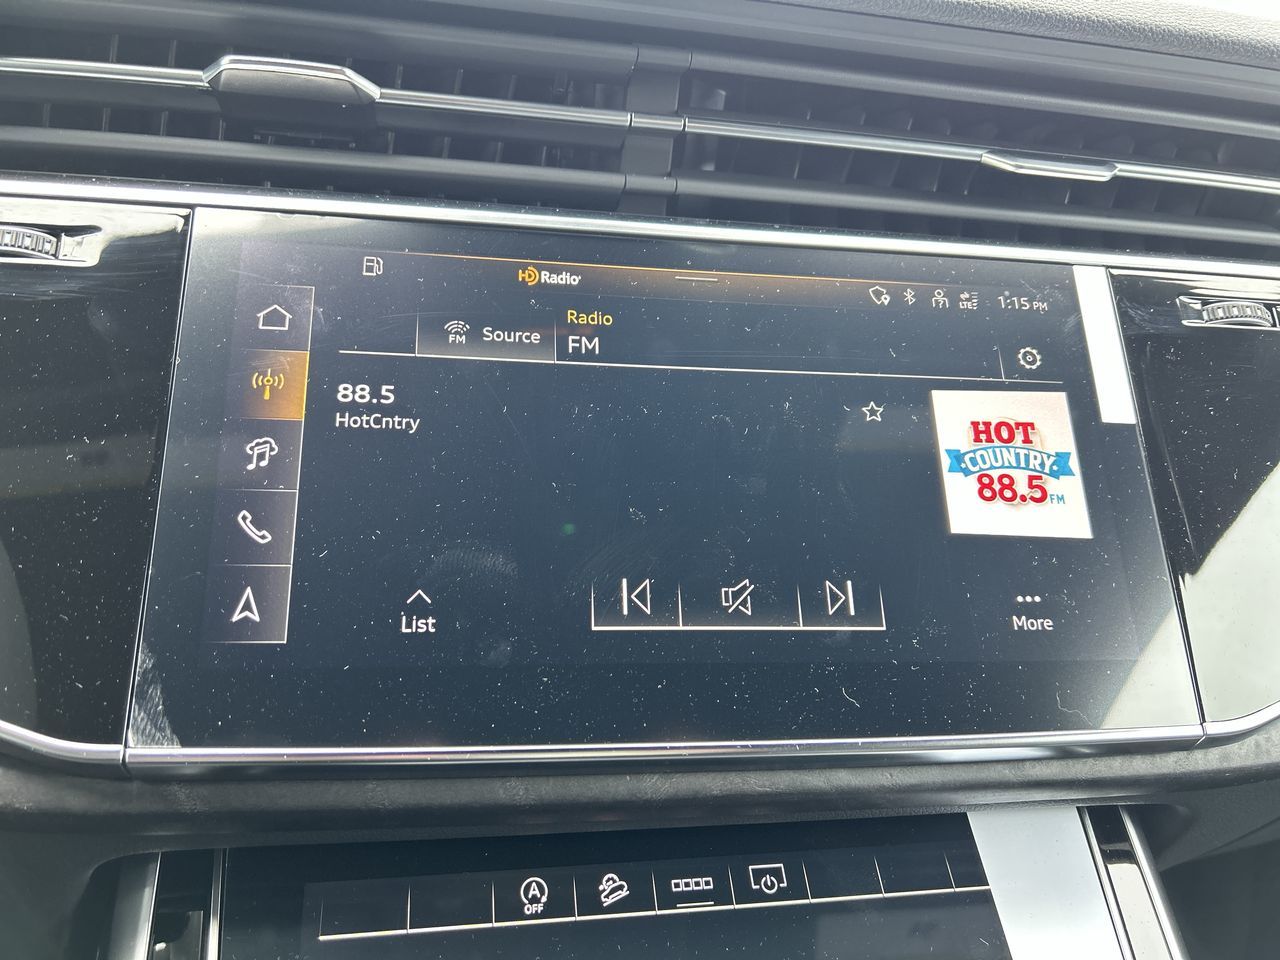 HD Radio
LTE
1:15 PM
FM
Source
Radio
FM
88.5
HotCntry
HOT
COUNTRY
88.5 FM
List
More
A
OFF